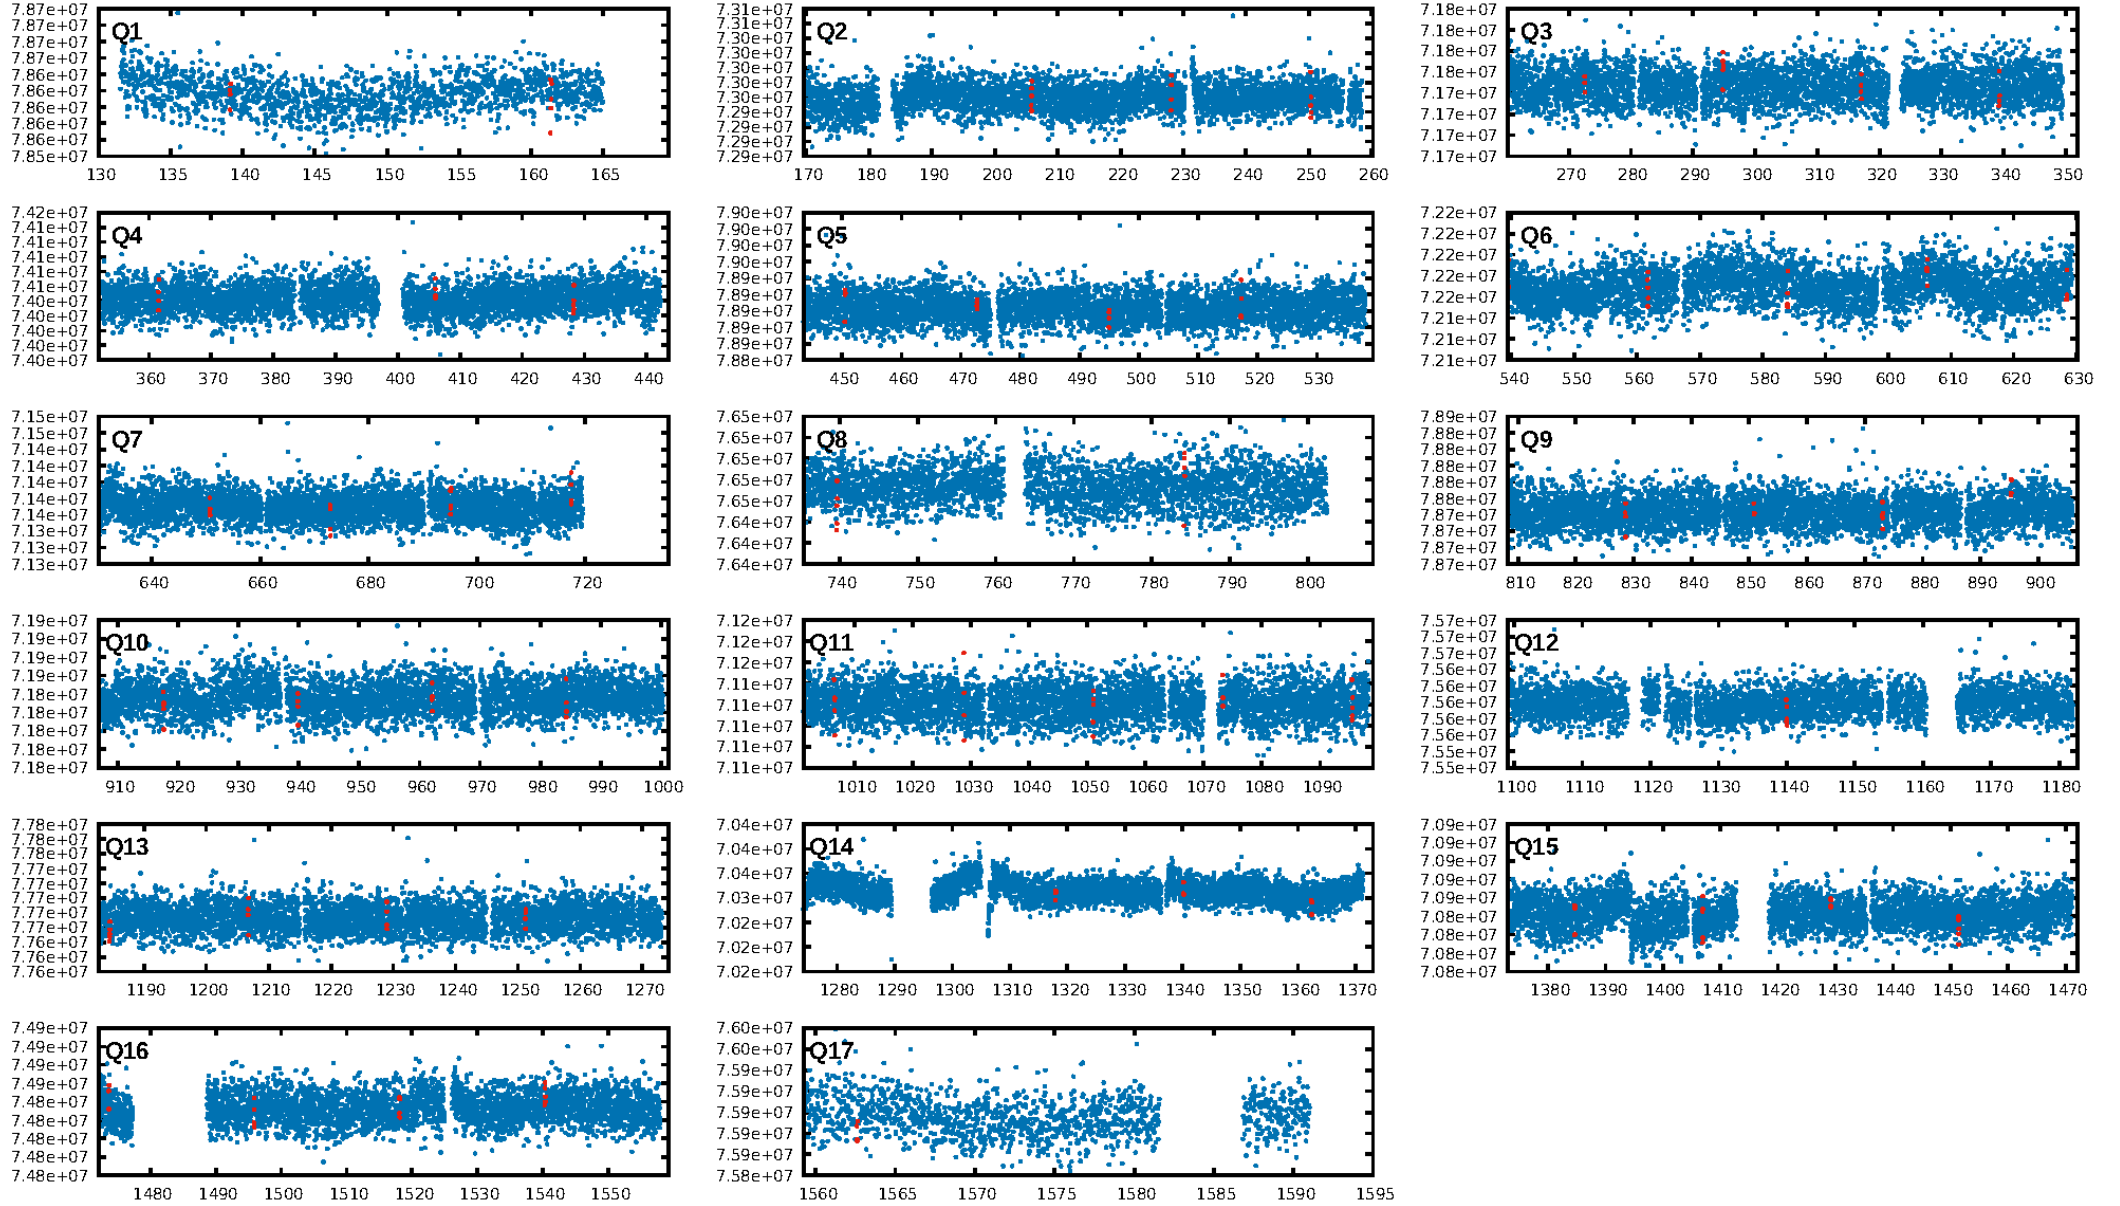 7.87e+07 7.87e+07 7.87e+07 7.87e+07 7.86e+07 7.86e+07 7.86e+07 7.86e+07 7.86e+07 7.85e+07
Q1
130 135 140 145 150 155 160 165
7.31e+07 7.31e+07 7.30e+07 7.30e+07 7.30e+07 7.30e+07 7.30e+07 7.29e+07 7.29e+07 7.29e+07 7.29e+07
Q2
170 180 190 200 210 220 230 240 250 260
7.18e+07 7.18e+07 7.18e+07 7.18e+07 7.17e+07 7.17e+07 7.17e+07 7.17e+07
Q3
270 280 290 300 310 320 330 340 350
7.42e+07 7.41e+07 7.41e+07 7.41e+07 7.41e+07 7.41e+07 7.40e+07 7.40e+07 7.40e+07 7.40e+07
Q4
360 370 380 390 400 410 420 430 440
7.90e+07 7.90e+07 7.90e+07 7.90e+07 7.89e+07 7.89e+07 7.89e+07 7.89e+07 7.89e+07 7.88e+07
Q5
450 460 470 480 490 500 510 520 530
7.22e+07 7.22e+07 7.22e+07 7.22e+07 7.22e+07 7.21e+07 7.21e+07 7.21e+07
Q6
540 550 560 570 580 590 600 610 620 630
7.15e+07 7.15e+07 7.14e+07 7.14e+07 7.14e+07 7.14e+07 7.14e+07 7.13e+07 7.13e+07 7.13e+07
Q7
640 660 680 700 720
7.65e+07 7.65e+07 7.65e+07 7.65e+07 7.65e+07 7.64e+07 7.64e+07 7.64e+07
Q8
740 750 760 770 780 790 800
7.89e+07 7.88e+07 7.88e+07 7.88e+07 7.88e+07 7.88e+07 7.87e+07 7.87e+07 7.87e+07 7.87e+07
Q9
810 820 830 840 850 860 870 880 890 900
7.19e+07 7.19e+07 7.19e+07 7.19e+07 7.18e+07 7.18e+07 7.18e+07 7.18e+07 7.18e+07
Q10
910 920 930 940 950 960 970 980 990 1000
7.12e+07 7.12e+07 7.12e+07 7.11e+07 7.11e+07 7.11e+07 7.11e+07 7.11e+07
Q11
1010 1020 1030 1040 1050 1060 1070 1080 1090
7.57e+07 7.57e+07 7.57e+07 7.56e+07 7.56e+07 7.56e+07 7.56e+07 7.56e+07 7.55e+07 7.55e+07
Q12
1100 1110 1120 1130 1140 1150 1160 1170 1180
7.78e+07 7.78e+07 7.78e+07 7.77e+07 7.77e+07 7.77e+07 7.77e+07 7.77e+07 7.76e+07 7.76e+07 7.76e+07
Q13
1190 1200 1210 1220 1230 1240 1250 1260 1270
7.04e+07 7.04e+07 7.04e+07 7.03e+07 7.02e+07 7.02e+07 7.02e+07
Q14
1280 1290 1300 1310 1320 1330 1340 1350 1360 1370
7.09e+07 7.09e+07 7.09e+07 7.09e+07 7.09e+07 7.08e+07 7.08e+07 7.08e+07 7.08e+07
Q15
1380 1390 1400 1410 1420 1430 1440 1450 1460 1470
7.49e+07 7.49e+07 7.49e+07 7.49e+07 7.48e+07 7.48e+07 7.48e+07 7.48e+07 7.48e+07
Q16
1480 1490 1500 1510 1520 1530 1540 1550
7.60e+07 7.60e+07 7.59e+07 7.59e+07 7.59e+07 7.59e+07 7.59e+07 7.58e+07
Q17
1560 1565 1570 1575 1580 1585 1590 1595